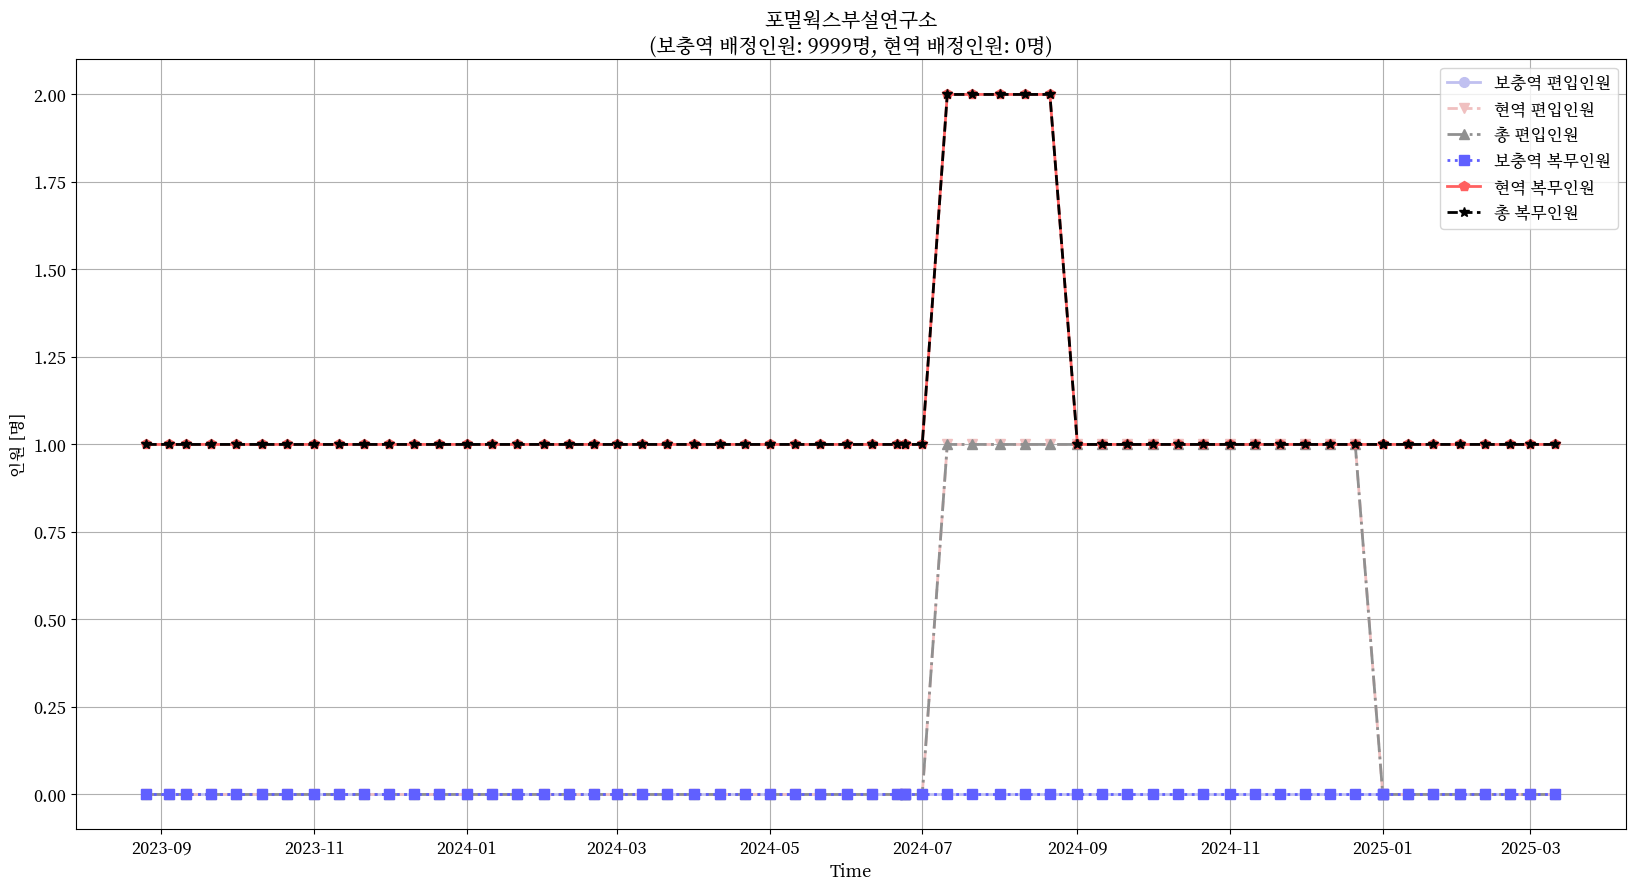 포멀웍스부설연구소
(보충역 배정인원: 9999명, 현역 배정인원: 0명)
보충역 편입인원
현역 편입인원
총 편입인원
보충역 복무인원
현역 복무인원
총 복무인원
인원 [명]
2.00
1.75
1.50
1.25
1.00
0.75
0.50
0.25
0.00
2023-09
2023-11
2024-01
2024-03
2024-05
2024-07
2024-09
2024-11
2025-01
2025-03
Time